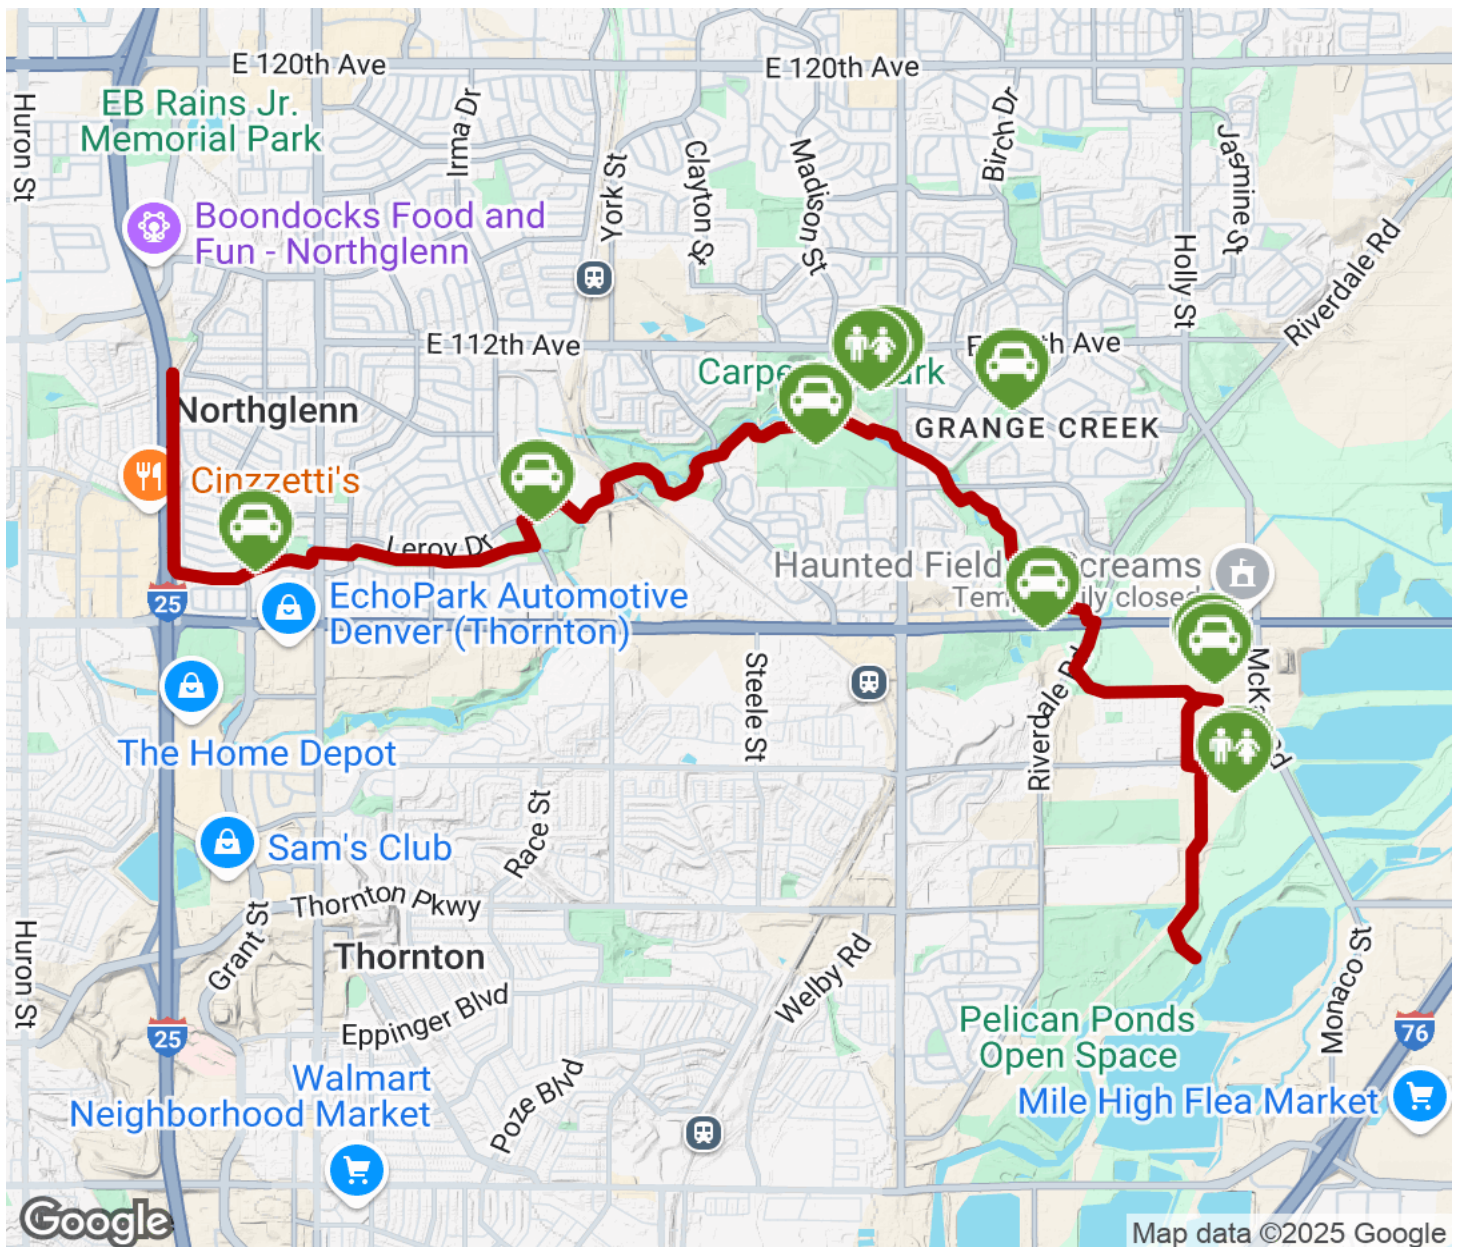 E 120th Ave
E 120th Ave
EB Rains Jr.
Memorial Park
Huron St
Irma Dr
York St
Clayton St
Madison St
Birch Dr
Jasmine St
Holly St
Riverdale Rd
Boondocks Food and
Fun - Northglenn
E 112th Ave
Ave
Northglenn
GRANGE CREEK
Cinzzetti's
Leroy Dr
Haunted Field
Screams
closed
25
EchoPark Automotive
Denver (Thornton)
The Home Depot
Steele St
Riverdale Rd
Race St
Sam's Club
Thornton Pkwy
Grant St
Huron St
Thornton
Eppinger Blvd
Welby Rd
Monaco St
Pelican Ponds
Open Space
25
76
Walmart
Neighborhood Market
Poze Blvd
Mile High Flea Market
Google
Map data ©2025 Google